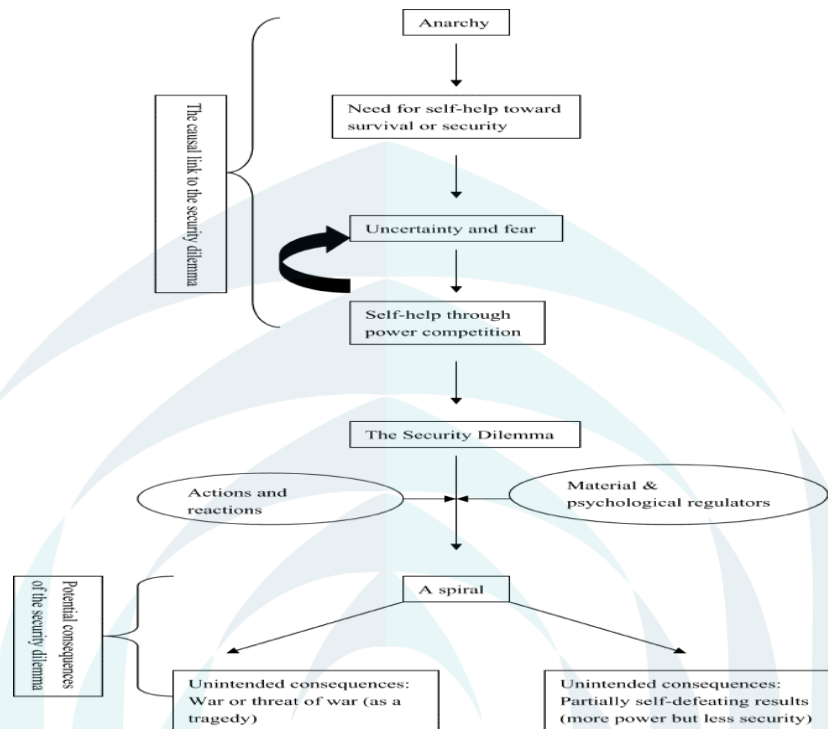 Anarchy
Need for self-help toward
survival or security
The causal link to the security dilemma
Uncertainty and fear
Self-help through
power competition
The Security Dilemma
Actions and
reactions
Material &
psychological regulators
A spiral
Potential consequences
of the security dilemma
Unintended consequences:
War or threat of war (as a
tragedy)
Unintended consequences:
Partially self-defeating results
(more power but less security)